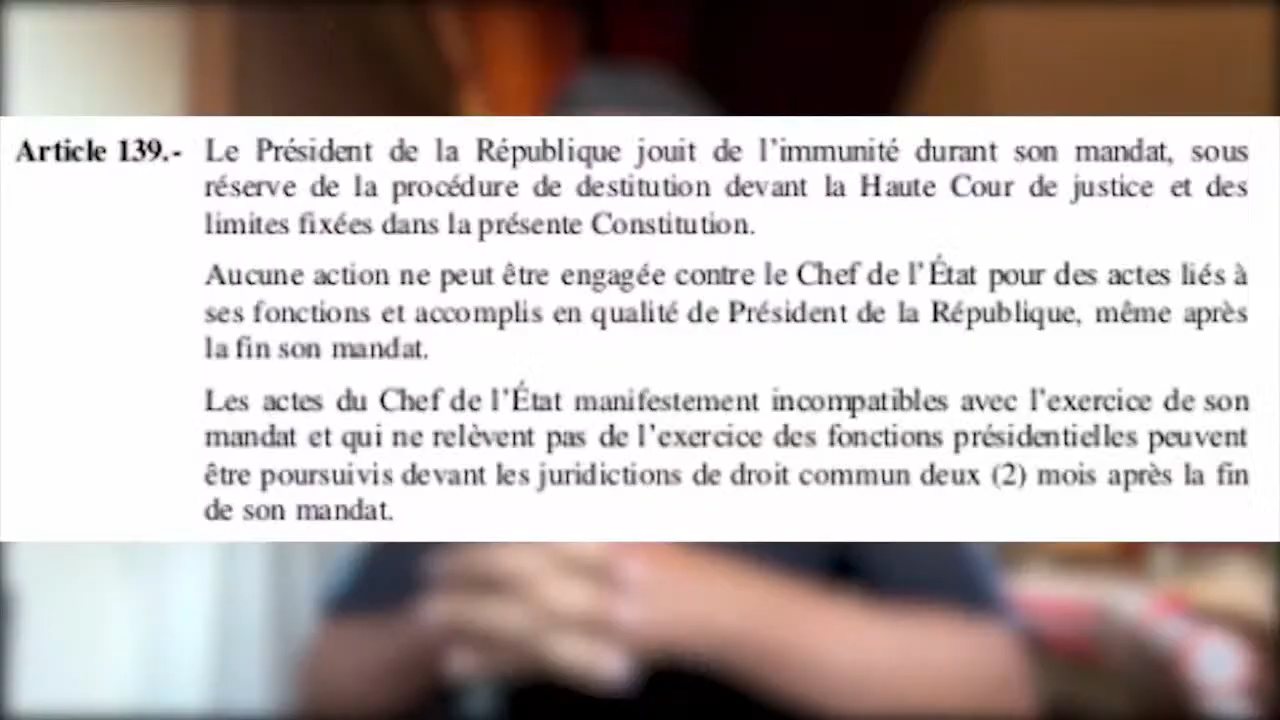 Article 139.- Le Président de la République jouit de l'immunité durant son mandat, sous
réserve de la procédure de destitution devant la Haute Cour de justice et des
limites fixées dans la présente Constitution.
Aucune action ne peut être engagée contre le Chef de l'État pour des actes liés à
ses fonctions et accomplis en qualité de Président de la République, même après
la fin son mandat.
Les actes du Chef de l'État manifestement incompatibles avec l'exercice de son
mandat et qui ne relèvent pas de l'exercice des fonctions présidentielles peuvent
être poursuivis devant les juridictions de droit commun deux (2) mois après la fin
de son mandat.